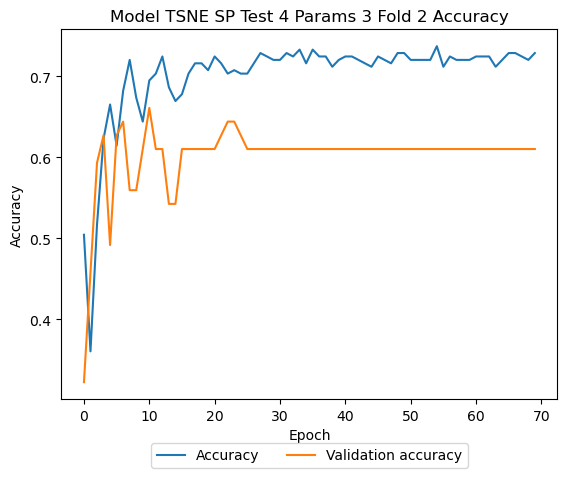 Model TSNE SP Test 4 Params 3 Fold 2 Accuracy
0.7
0.6
0.5
0.4
Accuracy
0 10 20 30 40 50 60 70
Epoch
Accuracy Validation accuracy